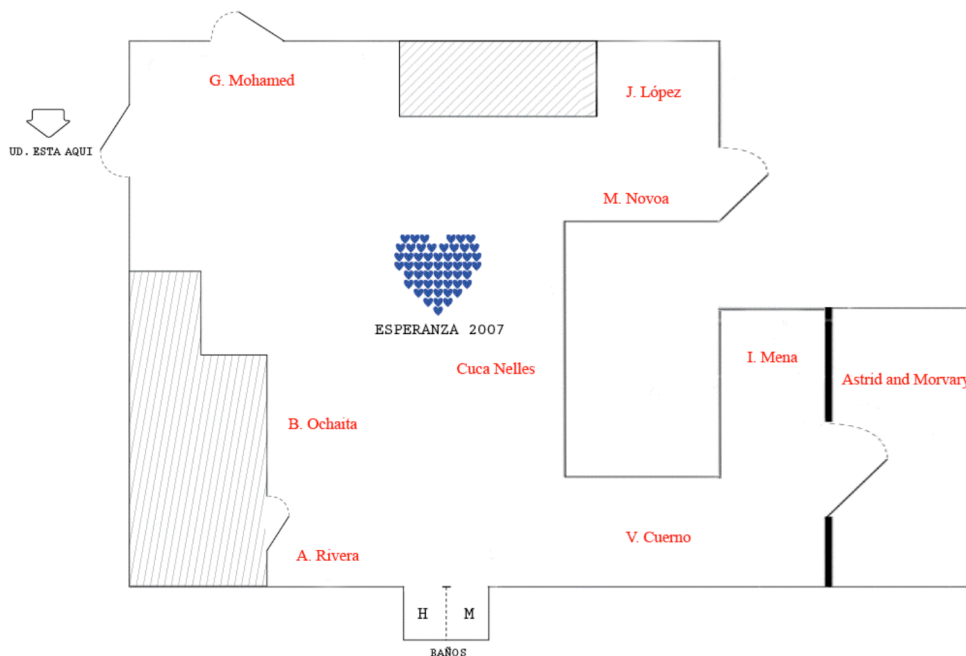 G. Mohamed
J. López
UD. ESTA AQUI
M. Novoa
ESPERANZA 2007
I. Mena
Cuca Nelles
Astrid and Morvary
B. Ochaita
V. Cuerno
A. Rivera
H
M
BAÑOS